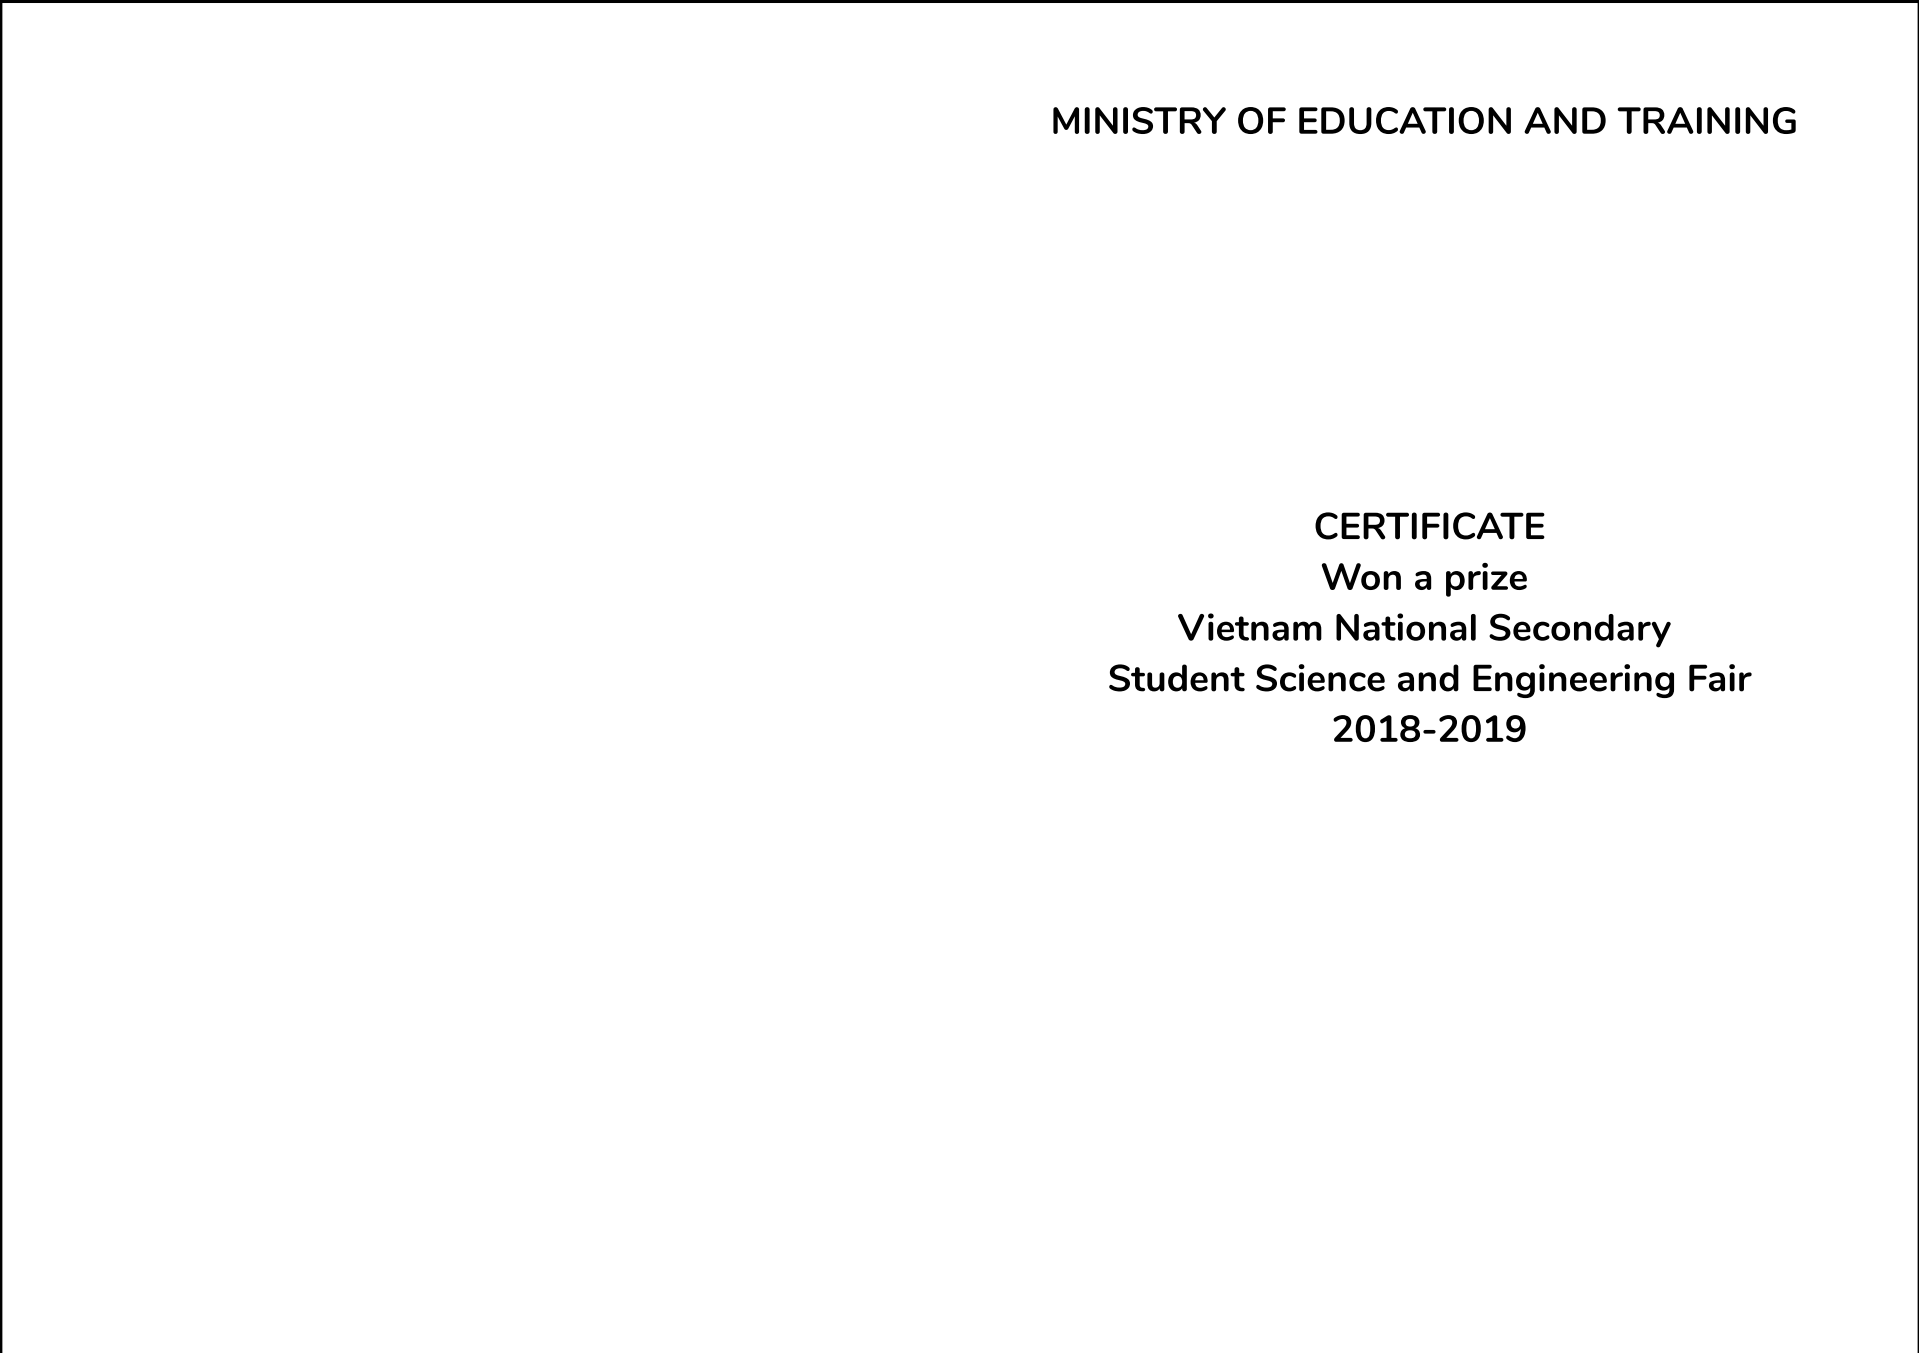 MINISTRY OF EDUCATION AND TRAINING
CERTIFICATE
Won a prize
Vietnam National Secondary
Student Science and Engineering Fair
2018-2019